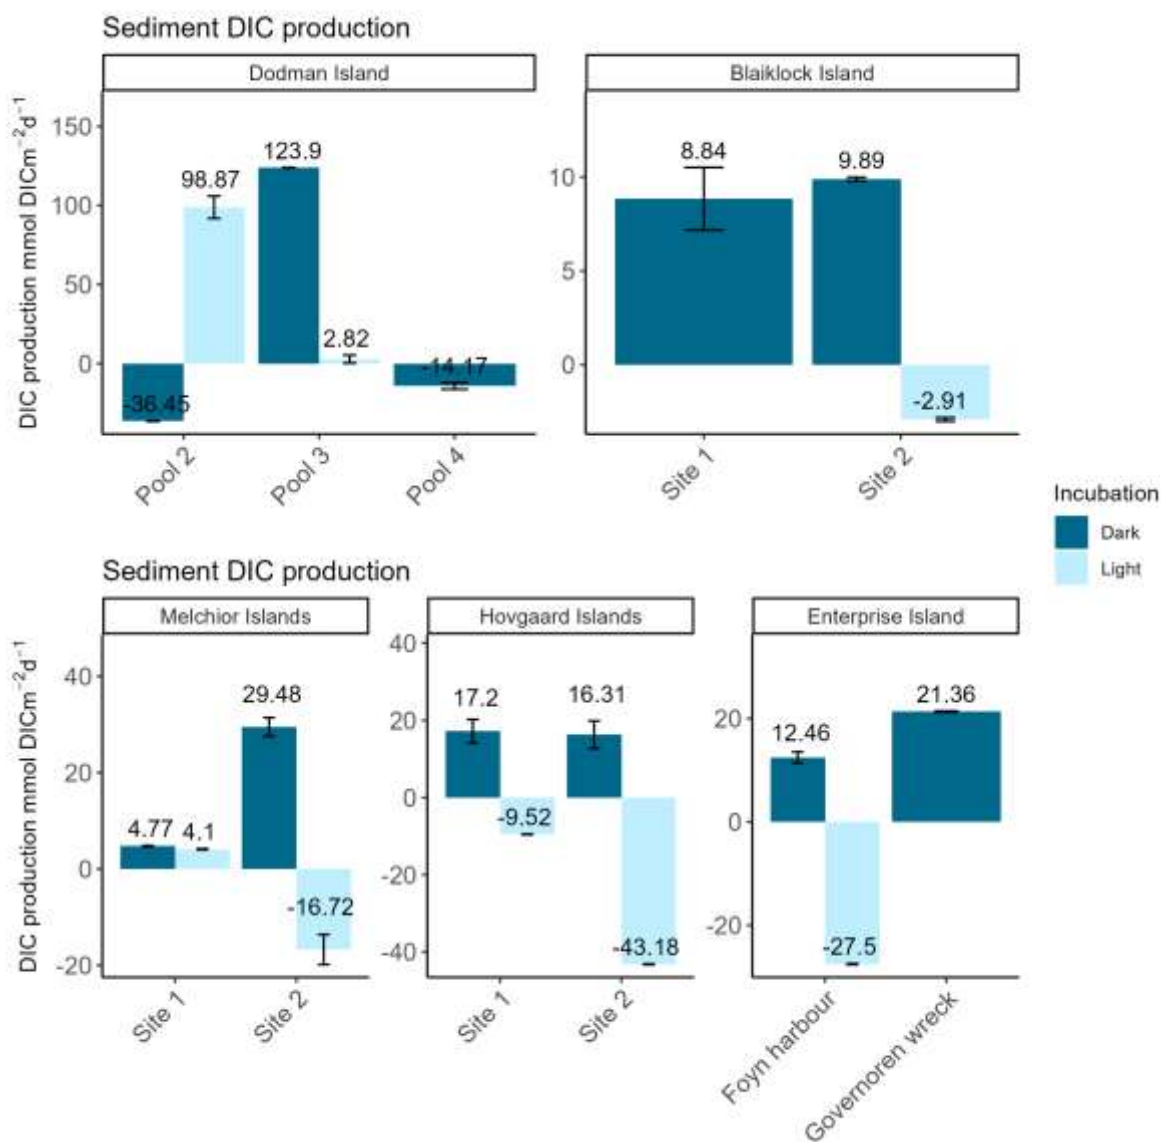 Sediment DIC production
Dodman Island
Blaiklock Island
DIC production mmol DICm⁻²d⁻¹
150
100
50
0
-36.45
98.87
123.9
2.82
-14.17
Pool 2
Pool 3
Pool 4
10
5
0
8.84
9.89
-2.91
Site 1
Site 2
Incubation
Dark
Light
Sediment DIC production
Melchior Islands
Hovgaard Islands
Enterprise Island
DIC production mmol DICm⁻²d⁻¹
40
20
0
-20
4.77
4.1
29.48
-16.72
Site 1
Site 2
40
20
0
-20
-40
17.2
-9.52
16.31
-43.18
Site 1
Site 2
20
0
-20
12.46
-27.5
21.36
Foyn harbour
Governoren wreck